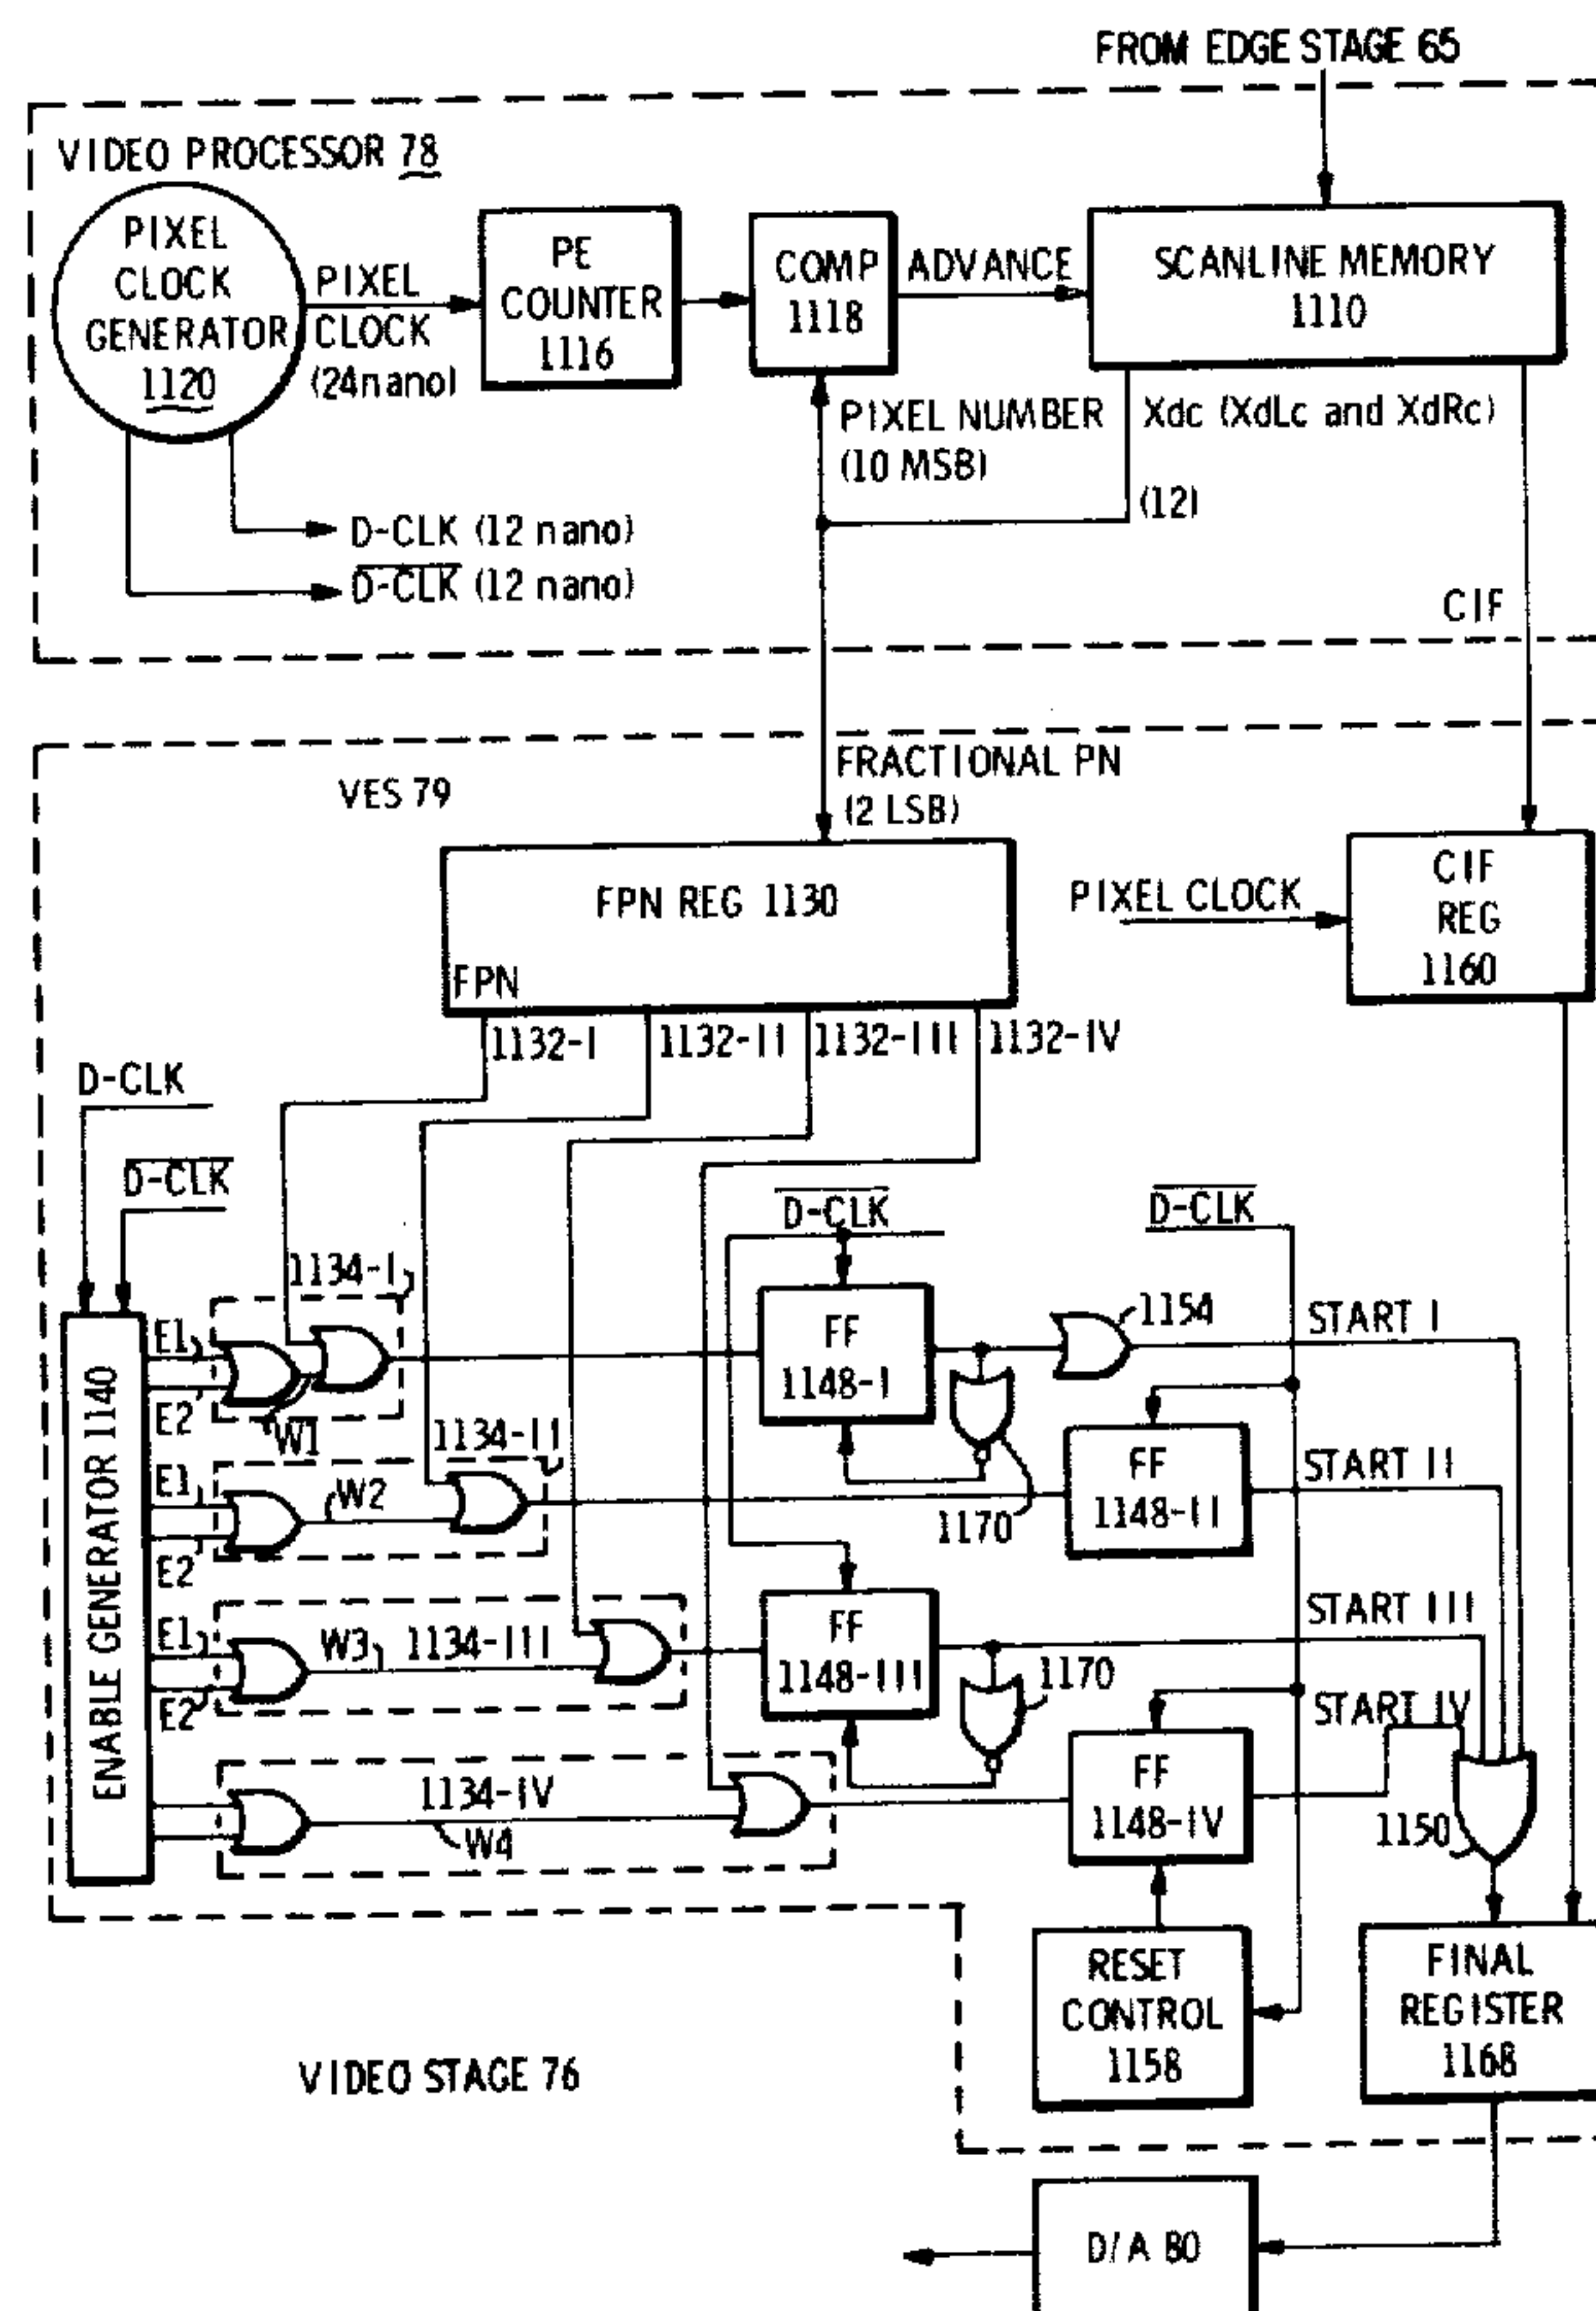 FROM EDGE STAGE 65
VIDEO PROCESSOR 78
PIXEL
CLOCK
GENERATOR
1120
PIXEL
CLOCK
(24nano)
PE
COUNTER
1116
COMP
1118
ADVANCE
SCANLINE MEMORY
1110
PIXEL NUMBER
(10 MSB)
Xdc (XdLc and XdRc)
(12)
D-CLK (12 nano)
D-CLK (12 nano)
CIF
VES 79
FRACTIONAL PN
(2 LSB)
FPN REG 1130
FPN
PIXEL CLOCK
CIF
REG
1160
1132-I
1132-II
1132-III
1132-IV
D-CLK
D-CLK
D-CLK
D-CLK
1134-I
ENABLE GENERATOR 1140
E1
E2
W1
FF
1148-I
1154
START I
1134-II
E1
E2
W2
1170
FF
1148-II
START II
E1
E2
W3
1134-III
FF
1148-III
1170
START III
START IV
1134-IV
W4
FF
1148-IV
1150
RESET
CONTROL
1158
FINAL
REGISTER
1168
VIDEO STAGE 76
D/A 80